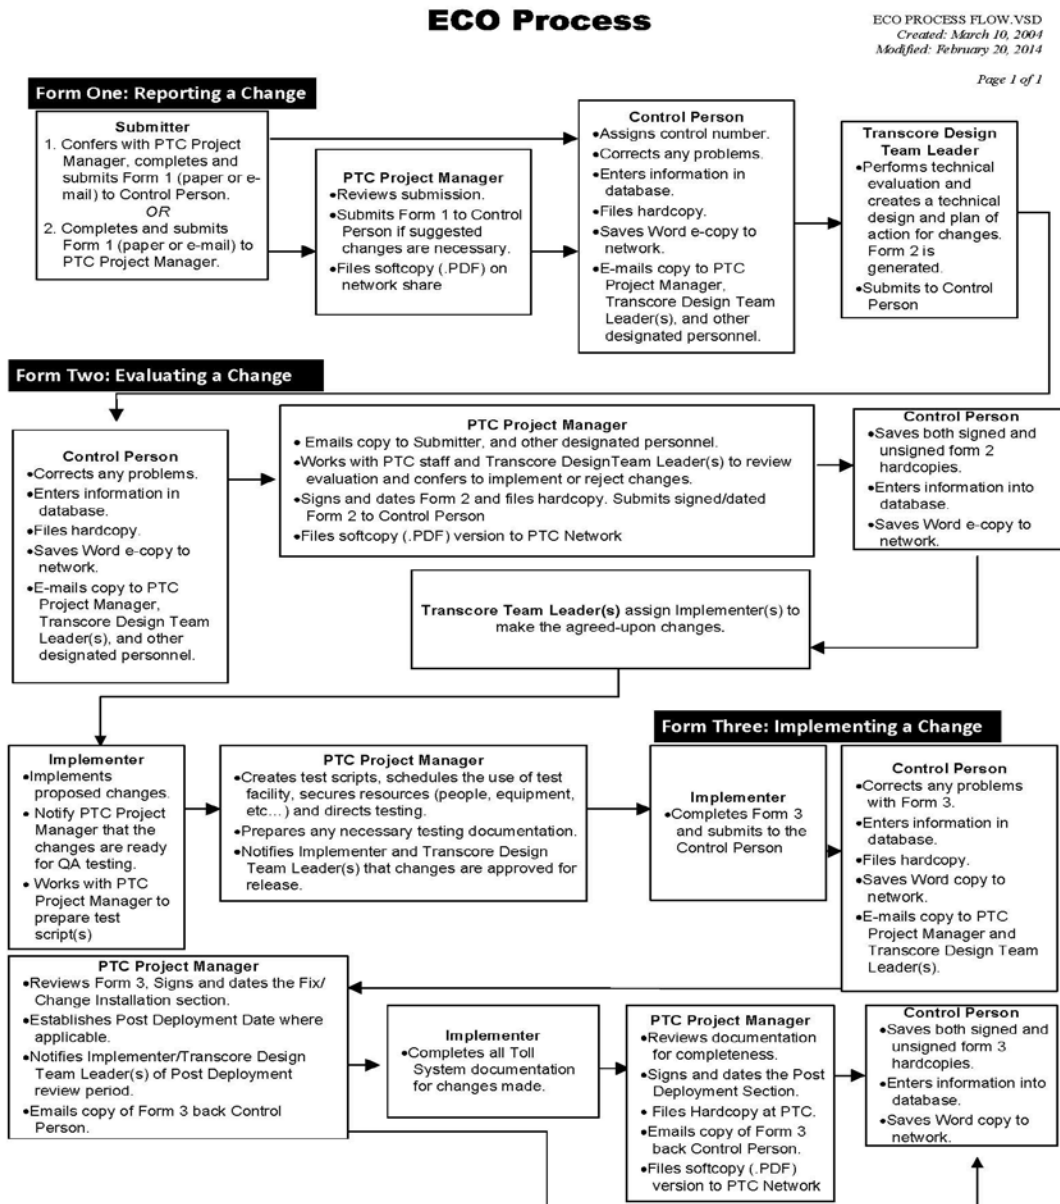 ECO Process
ECO PROCESS FLOW.VSD
Created: March 10, 2004
Modified: February 20, 2014
Page 1 of 1
Form One: Reporting a Change
Submitter
1. Confers with PTC Project
Manager, completes and
submits Form 1 (paper or e-
mail) to Control Person.
OR
2. Completes and submits
Form 1 (paper or e-mail) to
PTC Project Manager.
PTC Project Manager
•Reviews submission.
•Submits Form 1 to Control
Person if suggested
changes are necessary.
•Files softcopy (.PDF) on
network share
Control Person
•Assigns control number.
•Corrects any problems.
•Enters information in
database.
•Files hardcopy.
•Saves Word e-copy to
network.
•E-mails copy to PTC
Project Manager,
Transcore Design Team
Leader(s), and other
designated personnel.
Transcore Design
Team Leader
•Performs technical
evaluation and
creates a technical
design and plan of
action for changes.
Form 2 is
generated.
•Submits to Control
Person
Form Two: Evaluating a Change
Control Person
•Corrects any problems.
•Enters information in
database.
•Files hardcopy.
•Saves Word e-copy to
network.
•E-mails copy to PTC
Project Manager,
Transcore Design Team
Leader(s), and other
designated personnel.
PTC Project Manager
• Emails copy to Submitter, and other designated personnel.
•Works with PTC staff and Transcore DesignTeam Leader(s) to review
evaluation and confers to implement or reject changes.
•Signs and dates Form 2 and files hardcopy. Submits signed/dated
Form 2 to Control Person
•Files softcopy (.PDF) version to PTC Network
Control Person
•Saves both signed and
unsigned form 2
hardcopies.
•Enters information into
database.
•Saves Word e-copy to
network.
Transcore Team Leader(s) assign Implementer(s) to
make the agreed-upon changes.
Form Three: Implementing a Change
Implementer
•Implements
proposed changes.
• Notify PTC Project
Manager that the
changes are ready
for QA testing.
• Works with PTC
Project Manager to
prepare test
script(s)
PTC Project Manager
•Creates test scripts, schedules the use of test
facility, secures resources (people, equipment,
etc...) and directs testing.
•Prepares any necessary testing documentation.
•Notifies Implementer and Transcore Design
Team Leader(s) that changes are approved for
release.
Implementer
•Completes Form 3
and submits to the
Control Person
Control Person
•Corrects any problems
with Form 3.
•Enters information in
database.
•Files hardcopy.
•Saves Word copy to
network.
•E-mails copy to PTC
Project Manager and
Transcore Design Team
Leader(s).
PTC Project Manager
•Reviews Form 3, Signs and dates the Fix/
Change Installation section.
•Establishes Post Deployment Date where
applicable.
•Notifies Implementer/Transcore Design
Team Leader(s) of Post Deployment
review period.
•Emails copy of Form 3 back Control
Person.
Implementer
•Completes all Toll
System documentation
for changes made.
PTC Project Manager
•Reviews documentation
for completeness.
•Signs and dates the Post
Deployment Section.
• Files Hardcopy at PTC.
•Emails copy of Form 3
back Control Person.
•Files softcopy (.PDF)
version to PTC Network
Control Person
•Saves both signed and
unsigned form 3
hardcopies.
•Enters information into
database.
•Saves Word copy to
network.